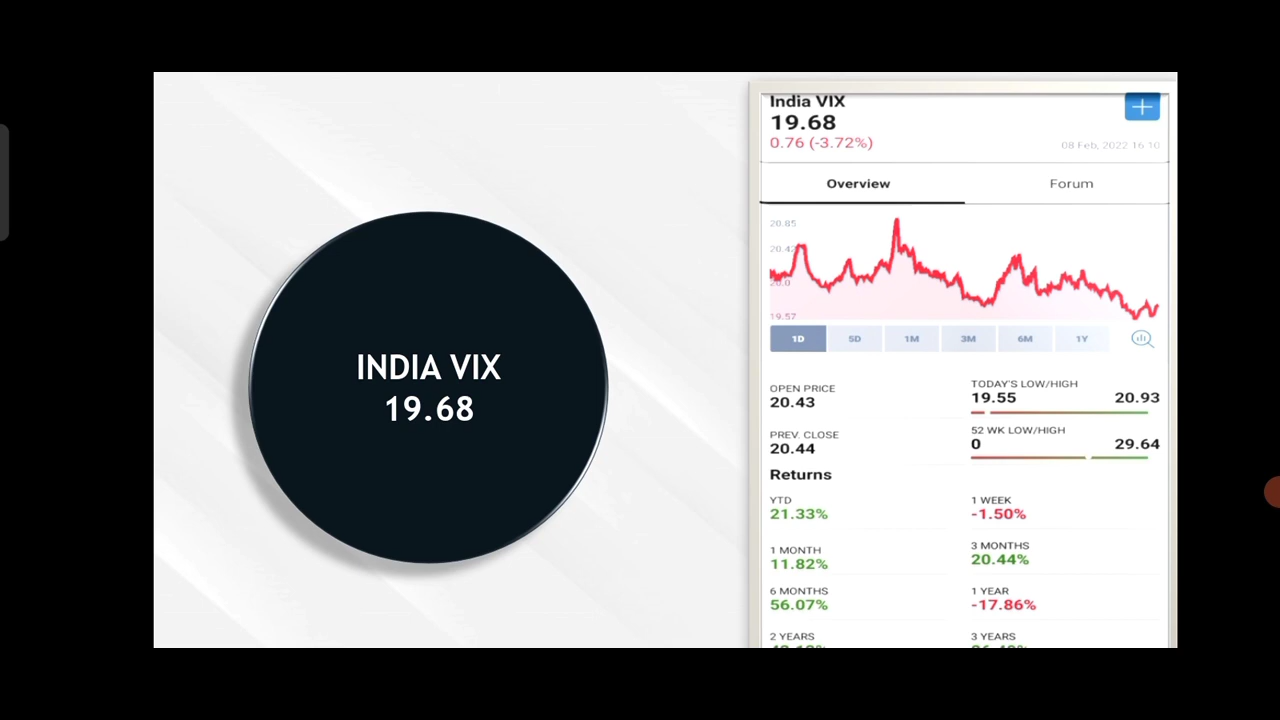 INDIA VIX
19.68
India VIX
19.68
0.76 (-3.72%)
08 Feb, 2022 16:10
Overview
Forum
20.85
20.42
20.0
19.57
1D 5D 1M 3M 6M 1Y
OPEN PRICE
20.43
TODAY'S LOW/HIGH
19.55 20.93
PREV. CLOSE
20.44
52 WK LOW/HIGH
0 29.64
Returns
YTD
21.33%
1 WEEK
-1.50%
1 MONTH
11.82%
3 MONTHS
20.44%
6 MONTHS
56.07%
1 YEAR
-17.86%
2 YEARS
3 YEARS